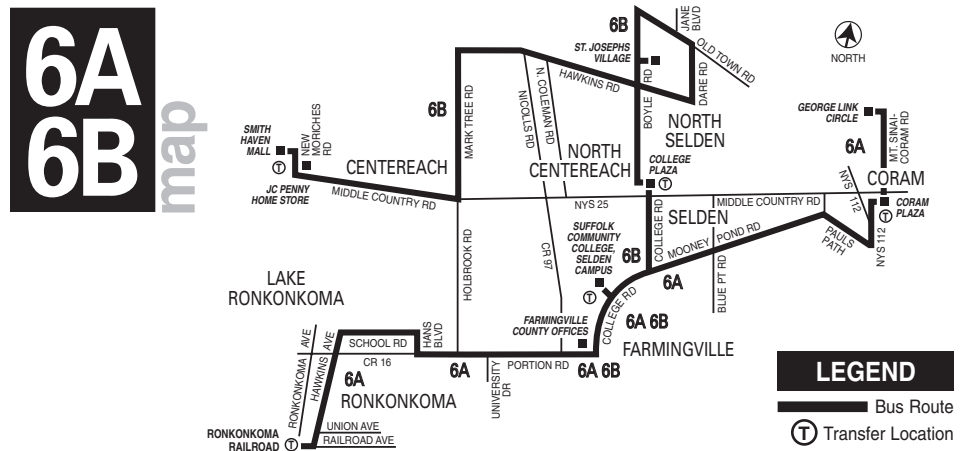 6A
6B
map
SMITH
HAVEN
MALL
T
NEW
MORICHES
RD
JC PENNY
HOME STORE
CENTEREACH
MIDDLE COUNTRY RD
6B
MARK TREE RD
NICOLLS RD
N. COLEMAN RD
HAWKINS RD
6B
ST. JOSEPHS
VILLAGE
BOYLE RD
JANE
BLVD
OLD TOWN RD
DARE RD
NORTH
NORTH
SELDEN
NORTH
CENTEREACH
COLLEGE
PLAZA
T
GEORGE LINK
CIRCLE
6A
MT. SINAI-
CORAM RD
CORAM
NYS 112
CORAM
PLAZA
T
NYS 112
NYS 25
MIDDLE COUNTRY RD
SELDEN
COLLEGE RD
MOONEY POND RD
PAULS
PATH
SUFFOLK
COMMUNITY
COLLEGE,
SELDEN
CAMPUS
T
6B
6A
BLUE PT RD
COLLEGE RD
6A 6B
FARMINGVILLE
HOLBROOK RD
CR 97
FARMINGVILLE
COUNTY OFFICES
LAKE
RONKONKOMA
RONKONKOMA AVE
HAWKINS AVE
SCHOOL RD
HANS
BLVD
CR 16
6A
6A
UNIVERSITY
DR
PORTION RD
6A 6B
RONKONKOMA
UNION AVE
RAILROAD AVE
RONKONKOMA
RAILROAD
T
LEGEND
Bus Route
T Transfer Location